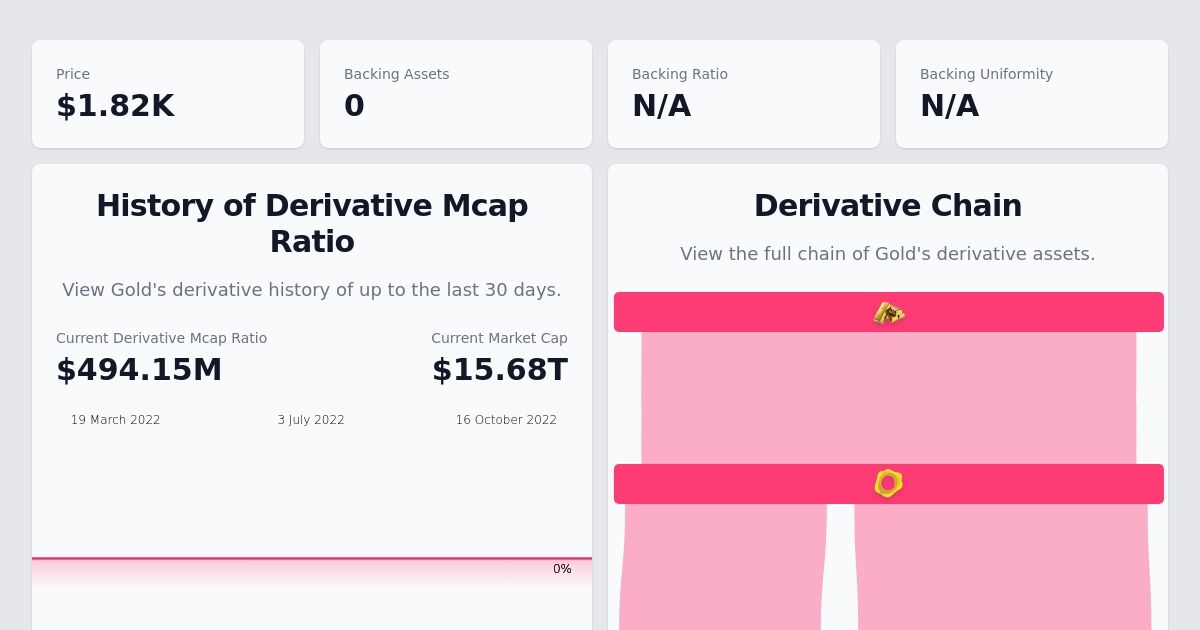 Price
$1.82K
Backing Assets
0
Backing Ratio
N/A
Backing Uniformity
N/A
History of Derivative Mcap
Ratio
View Gold's derivative history of up to the last 30 days.
Current Derivative Mcap Ratio
$494.15M
Current Market Cap
$15.68T
19 March 2022
3 July 2022
16 October 2022
0%
Derivative Chain
View the full chain of Gold's derivative assets.